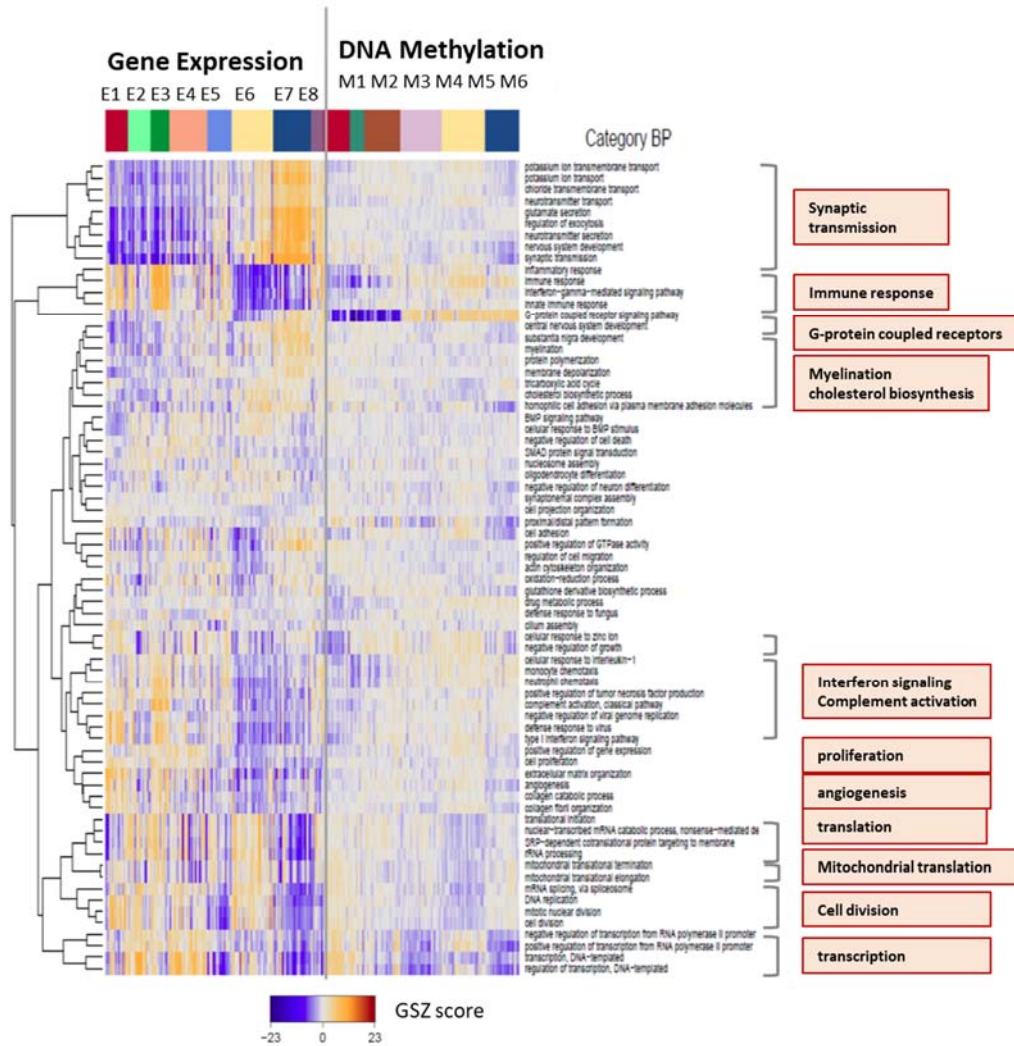 Gene Expression
DNA Methylation
E1 E2 E3 E4 E5 E6 E7 E8
M1 M2 M3 M4 M5 M6
Category BP
potassium ion transmembrane transport
potassium ion transport
chloride transmembrane transport
neurotransmitter transport
glutamate secretion
regulation of exocytosis
neurotransmitter secretion
nervous system development
synaptic transmission
inflammatory response
immune response
interferon-gamma-mediated signaling pathway
innate immune response
G-protein coupled receptor signaling pathway
central nervous system development
substantia nigra development
myelination
protein polymerization
membrane depolarization
tricarboxylic acid cycle
cholesterol biosynthetic process
homophilic cell adhesion via plasma membrane adhesion molecules
BMP signaling pathway
cellular response to BMP stimulus
negative regulation of cell death
SMAD protein signal transduction
nucleosome assembly
oligodendrocyte differentiation
negative regulation of neuron differentiation
synaptonemal complex assembly
cell projection organization
proximal/distal pattern formation
cell adhesion
positive regulation of GTPase activity
regulation of cell migration
actin cytoskeleton organization
oxidation-reduction process
glutathione derivative biosynthetic process
drug metabolic process
defense response to fungus
cilium assembly
cellular response to zinc ion
negative regulation of growth
cellular response to interleukin-1
monocyte chemotaxis
neutrophil chemotaxis
positive regulation of tumor necrosis factor production
complement activation, classical pathway
negative regulation of viral genome replication
defense response to virus
type I interferon signaling pathway
positive regulation of gene expression
cell proliferation
extracellular matrix organization
angiogenesis
collagen catabolic process
collagen fibril organization
translational initiation
nuclear-transcribed mRNA catabolic process, nonsense-mediated de
SRP-dependent cotranslational protein targeting to membrane
rRNA processing
mitochondrial translational termination
mitochondrial translational elongation
mRNA splicing, via spliceosome
DNA replication
mitotic nuclear division
cell division
negative regulation of transcription from RNA polymerase II promoter
positive regulation of transcription from RNA polymerase II promoter
transcription, DNA-templated
regulation of transcription, DNA-templated
Synaptic
transmission
Immune response
G-protein coupled receptors
Myelination
cholesterol biosynthesis
Interferon signaling
Complement activation
proliferation
angiogenesis
translation
Mitochondrial translation
Cell division
transcription
GSZ score
-23 0 23